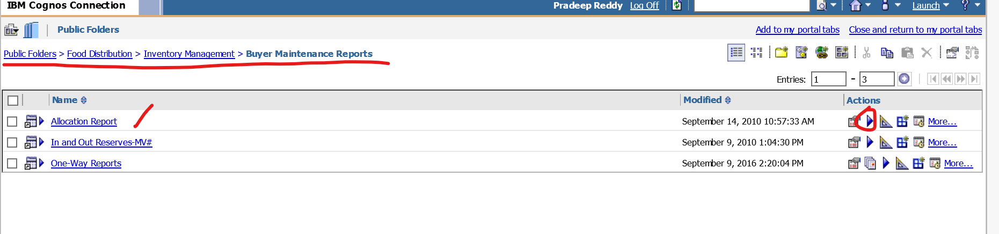 IBM Cognos Connection
Pradeep Reddy Log Off Launch ?
Public Folders Add to my portal tabs Close and return to my portal tabs
Public Folders > Food Distribution > Inventory Management > Buyer Maintenance Reports
Entries: 1 - 3
Name Modified Actions
Allocation Report September 14, 2010 10:57:33 AM More...
In and Out Reserves-MV# September 9, 2010 1:04:30 PM More...
One-Way Reports September 9, 2016 2:20:04 PM More...